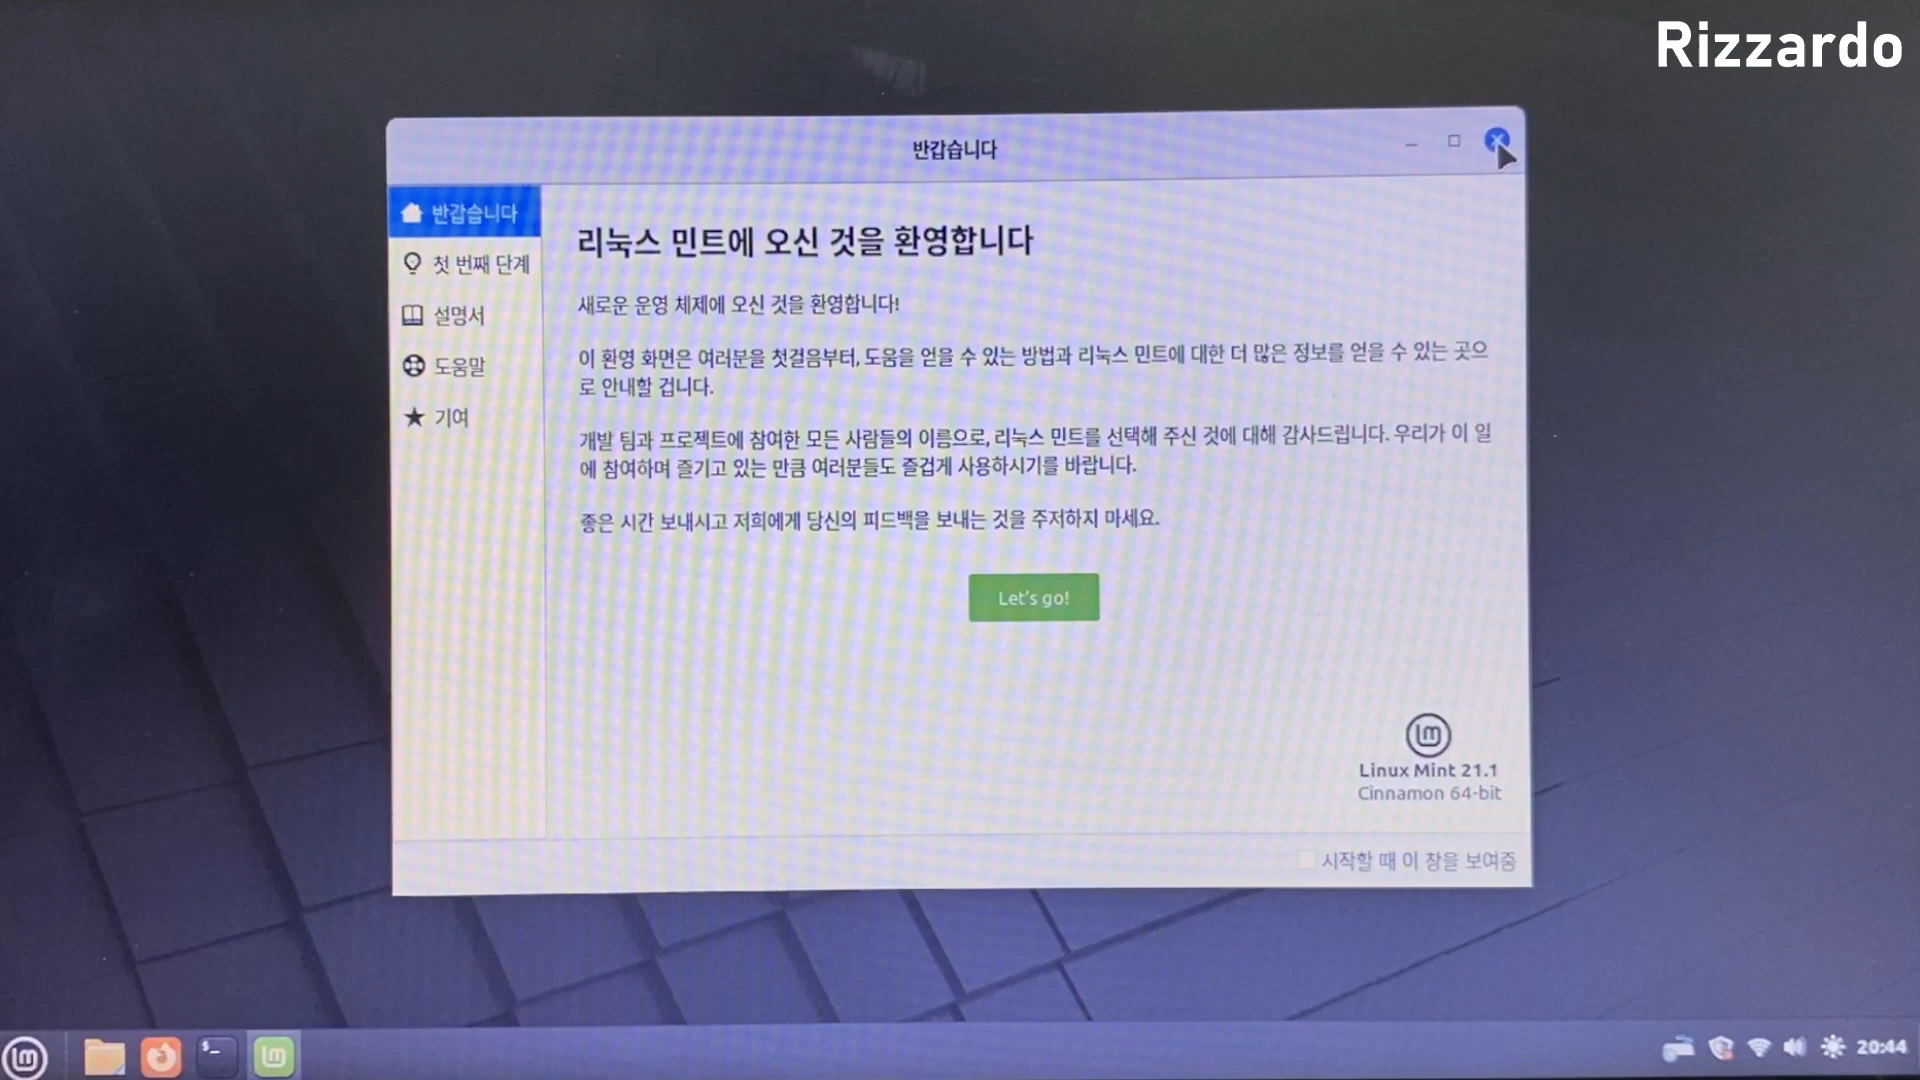 Rizzardo
반갑습니다
반갑습니다
첫 번째 단계
설명서
도움말
기여
리눅스 민트에 오신 것을 환영합니다
새로운 운영 체제에 오신 것을 환영합니다!
이 환영 화면은 여러분을 첫걸음부터, 도움을 얻을 수 있는 방법과 리눅스 민트에 대한 더 많은 정보를 얻을 수 있는 곳으
로 안내할 겁니다.
개발 팀과 프로젝트에 참여한 모든 사람들의 이름으로, 리눅스 민트를 선택해 주신 것에 대해 감사드립니다. 우리가 이 일
에 참여하며 즐기고 있는 만큼 여러분들도 즐겁게 사용하시기를 바랍니다.
좋은 시간 보내시고 저희에게 당신의 피드백을 보내는 것을 주저하지 마세요.
Let's go!
Linux Mint 21.1
Cinnamon 64-bit
시작할 때 이 창을 보여줌
20:44